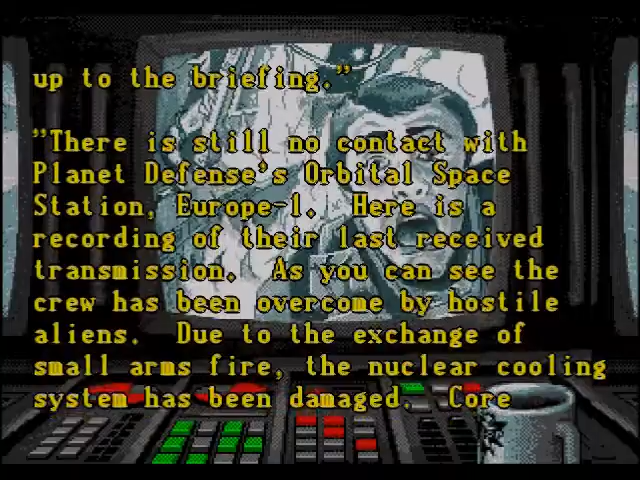 up to the briefing."
"There is still no contact with
Planet Defense's Orbital Space
Station, Europe-1. Here is a
recording of their last received
transmission. As you can see the
crew has been overcome by hostile
aliens. Due to the exchange of
small arms fire, the nuclear cooling
system has been damaged. Core